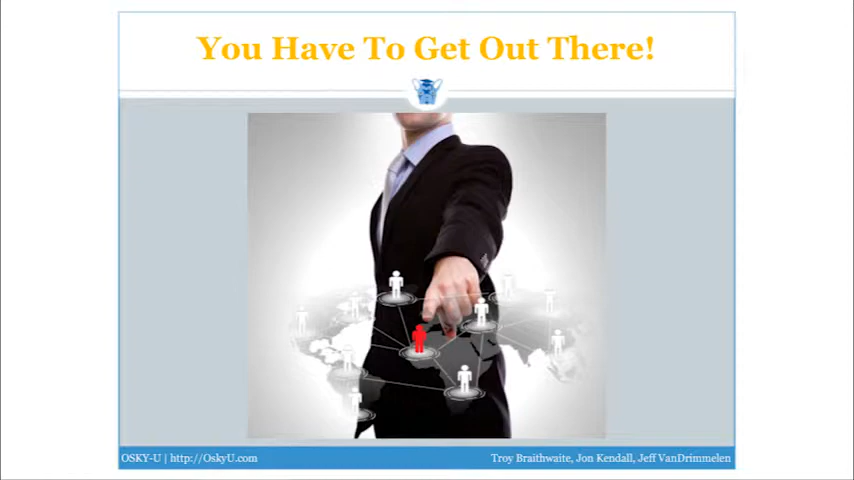 You Have To Get Out There!
OSKY-U | http://OskyU.com
Troy Braithwaite, Jon Kendall, Jeff VanDrimmelen